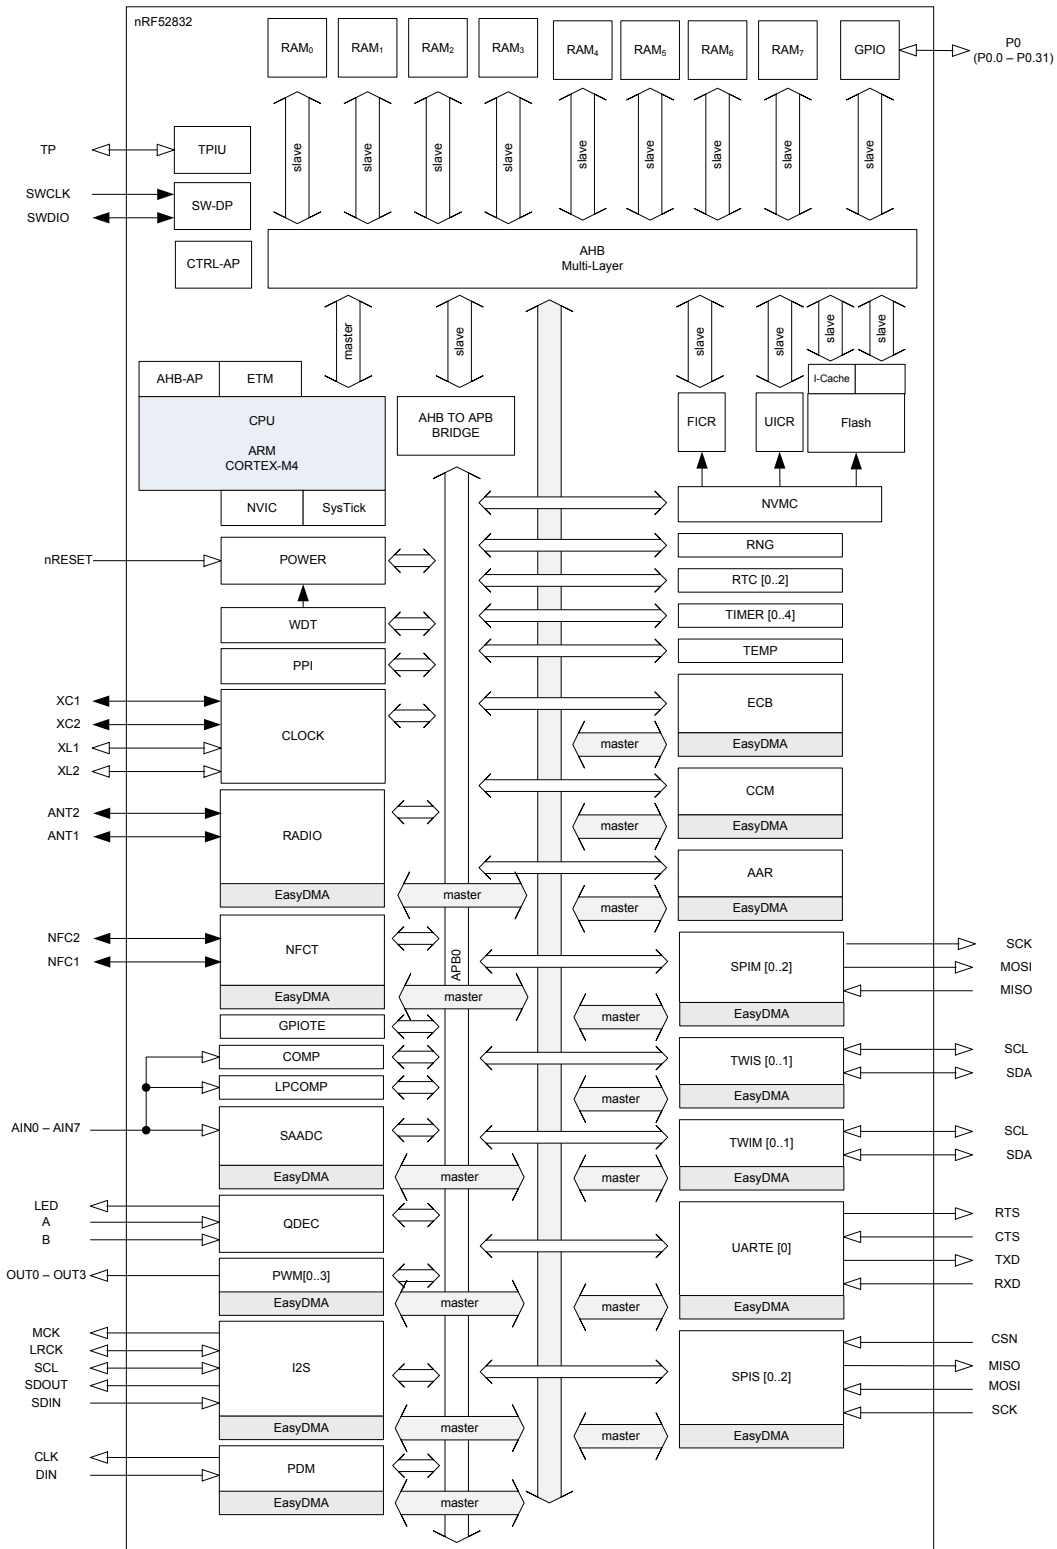 nRF52832
RAM0
RAM1
RAM2
RAM3
RAM4
RAM5
RAM6
RAM7
GPIO
P0
(P0.0 – P0.31)
slave
slave
slave
slave
slave
slave
slave
slave
slave
TP
TPIU
SWCLK
SWDIO
SW-DP
CTRL-AP
AHB
Multi-Layer
master
slave
slave
slave
slave
slave
AHB-AP
ETM
I-Cache
CPU
ARM
CORTEX-M4
AHB TO APB
BRIDGE
FICR
UICR
Flash
NVIC
SysTick
NVMC
nRESET
POWER
RNG
RTC [0..2]
WDT
TIMER [0..4]
PPI
TEMP
XC1
XC2
XL1
XL2
CLOCK
ECB
master
EasyDMA
ANT2
ANT1
RADIO
CCM
master
EasyDMA
AAR
EasyDMA
master
master
EasyDMA
NFC2
NFC1
NFCT
APB0
SPIM [0..2]
SCK
MOSI
MISO
EasyDMA
master
master
EasyDMA
GPIOTE
COMP
LPCOMP
TWIS [0..1]
SCL
SDA
master
EasyDMA
AIN0 – AIN7
SAADC
TWIM [0..1]
SCL
SDA
EasyDMA
master
master
EasyDMA
LED
A
B
QDEC
UARTE [0]
RTS
CTS
TXD
RXD
OUT0 – OUT3
PWM[0..3]
EasyDMA
master
master
EasyDMA
MCK
LRCK
SCL
SDOUT
SDIN
I2S
SPIS [0..2]
CSN
MISO
MOSI
SCK
EasyDMA
master
master
EasyDMA
CLK
DIN
PDM
EasyDMA
master